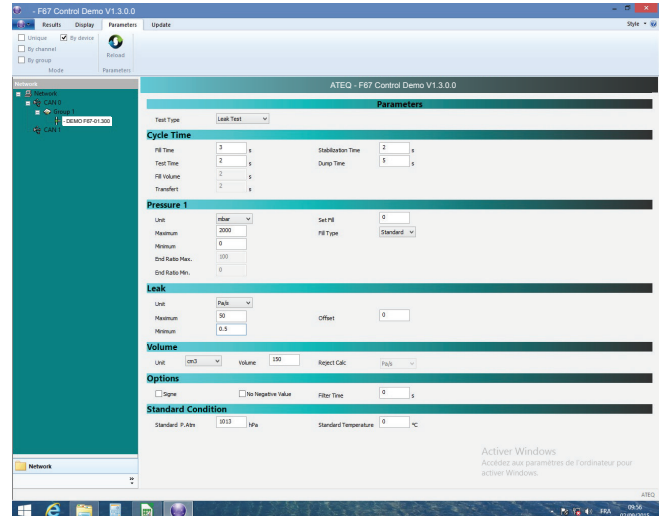 - F67 Control Demo V1.3.0.0
Results Display Parameters Update Style
Unique By device
By channel
By group
Reload
Mode Parameters
Network
Network
CAN 0
Group 1
- DEMO F67-01.300
CAN 1
ATEQ - F67 Control Demo V1.3.0.0
Parameters
Test Type Leak Test
Cycle Time
Fill Time 3 s Stabilization Time 2 s
Test Time 2 s Dump Time 5 s
Fill Volume 2 s
Transfert 2 s
Pressure 1
Unit mbar Set Fill 0
Maximum 2000 Fill Type Standard
Minimum 0
End Ratio Max. 100
End Ratio Min. 0
Leak
Unit Pa/s
Maximum 50 Offset 0
Minimum 0.5
Volume
Unit cm3 Volume 150 Reject Calc Pa/s
Options
Signe No Negative Value Filter Time 0 s
Standard Condition
Standard P.Atm 1013 hPa Standard Temperature 0 °C
Activer Windows
Accédez aux paramètres de l'ordinateur pour
activer Windows.
Network
ATEQ
FRA 09:56
02/09/2015